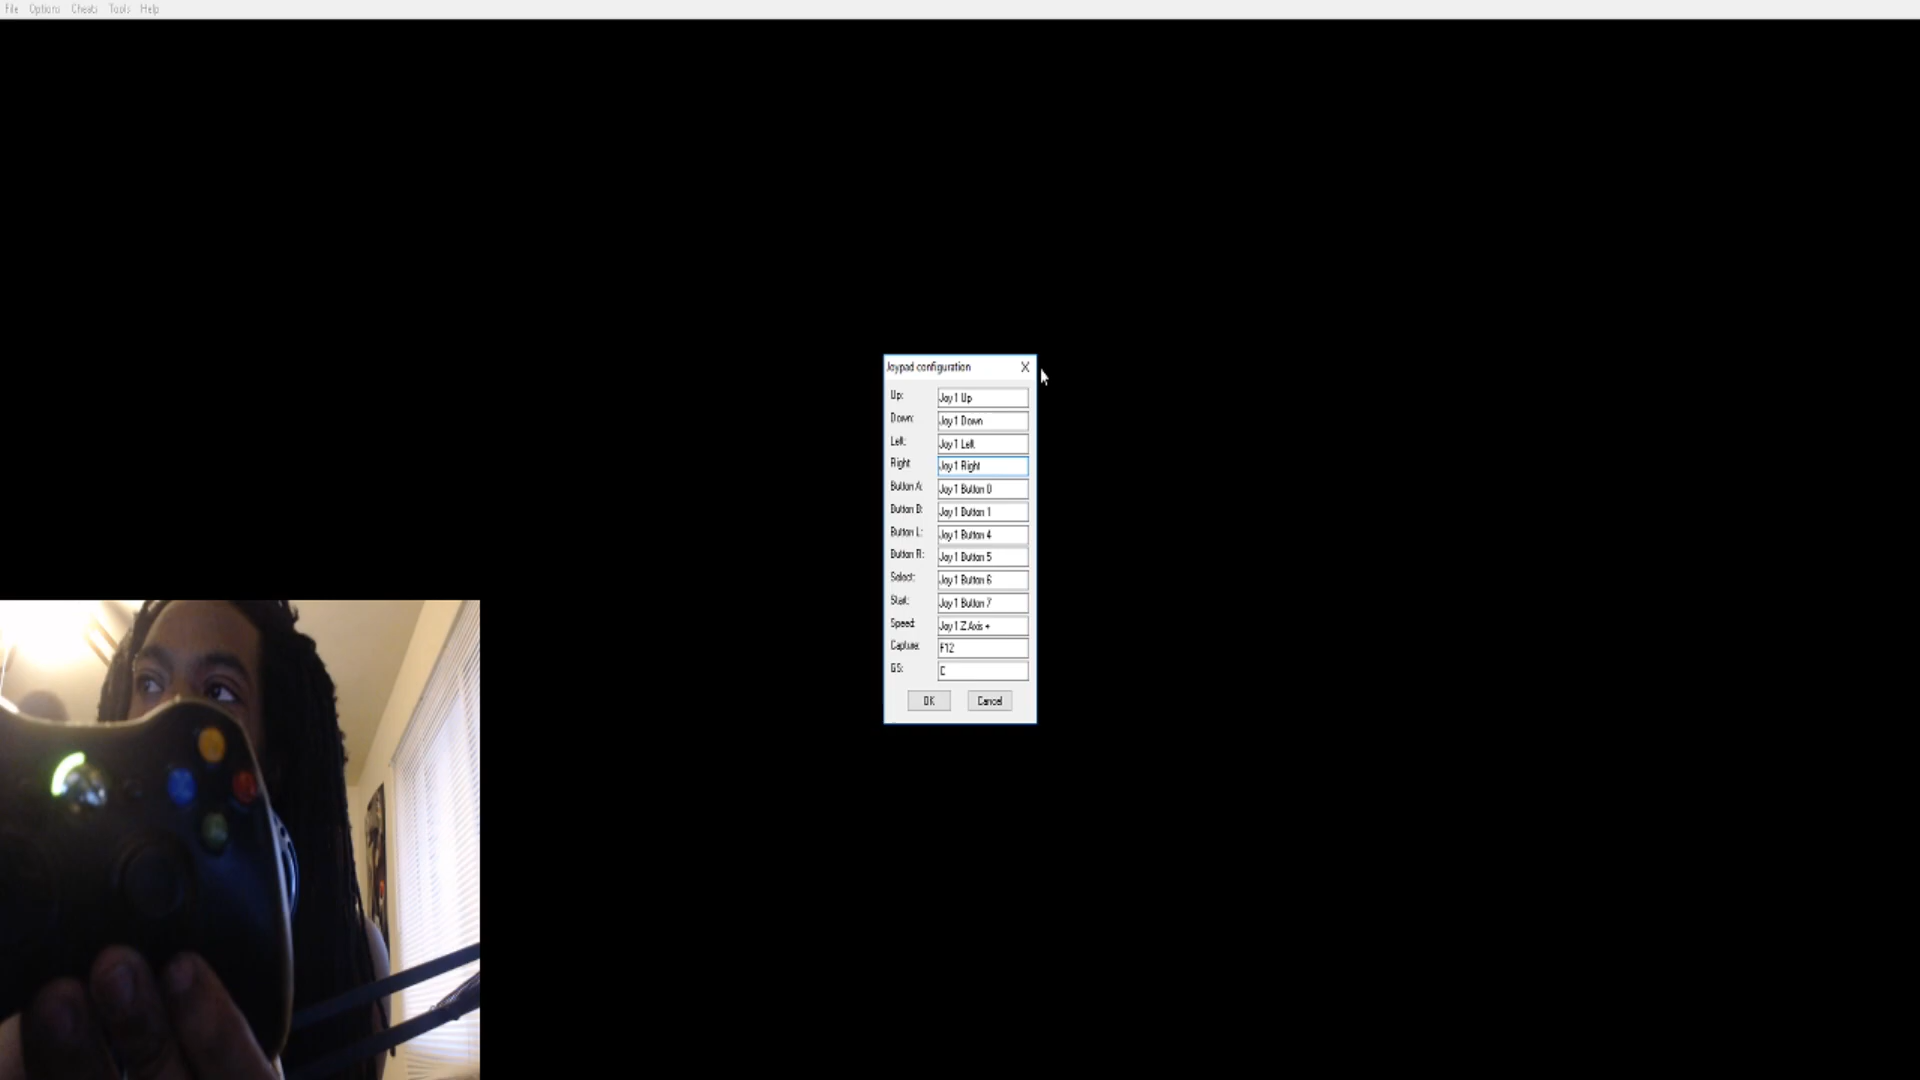 File Options Cheats Tools Help
Joypad configuration
Up: Joy 1 Up
Down: Joy 1 Down
Left: Joy 1 Left
Right Joy 1 Right
Button A: Joy 1 Button 0
Button B: Joy 1 Button 1
Button L: Joy 1 Button 4
Button R: Joy 1 Button 5
Select: Joy 1 Button 6
Start: Joy 1 Button 7
Speed: Joy 1 Z Axis +
Capture: F12
GS: C
OK Cancel